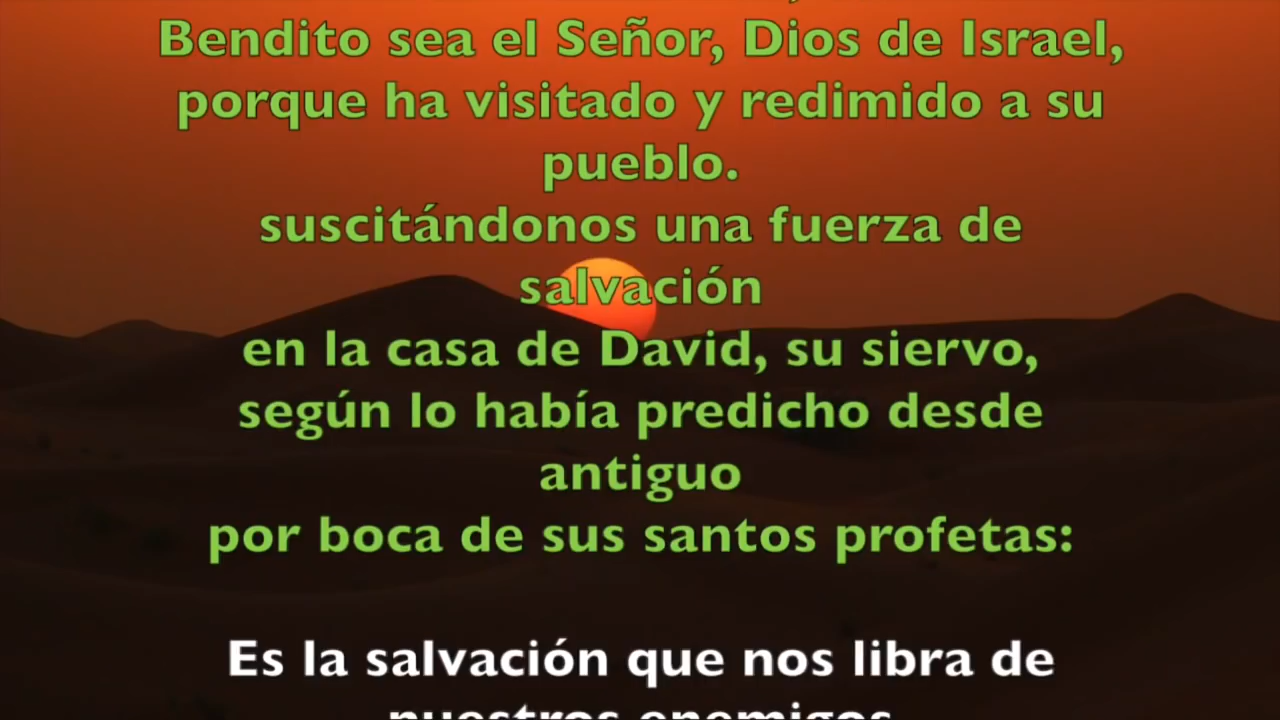 Bendito sea el Señor, Dios de Israel,
porque ha visitado y redimido a su
pueblo.
suscitándonos una fuerza de
salvación
en la casa de David, su siervo,
según lo había predicho desde
antiguo
por boca de sus santos profetas:
Es la salvación que nos libra de
nuestros enemigos